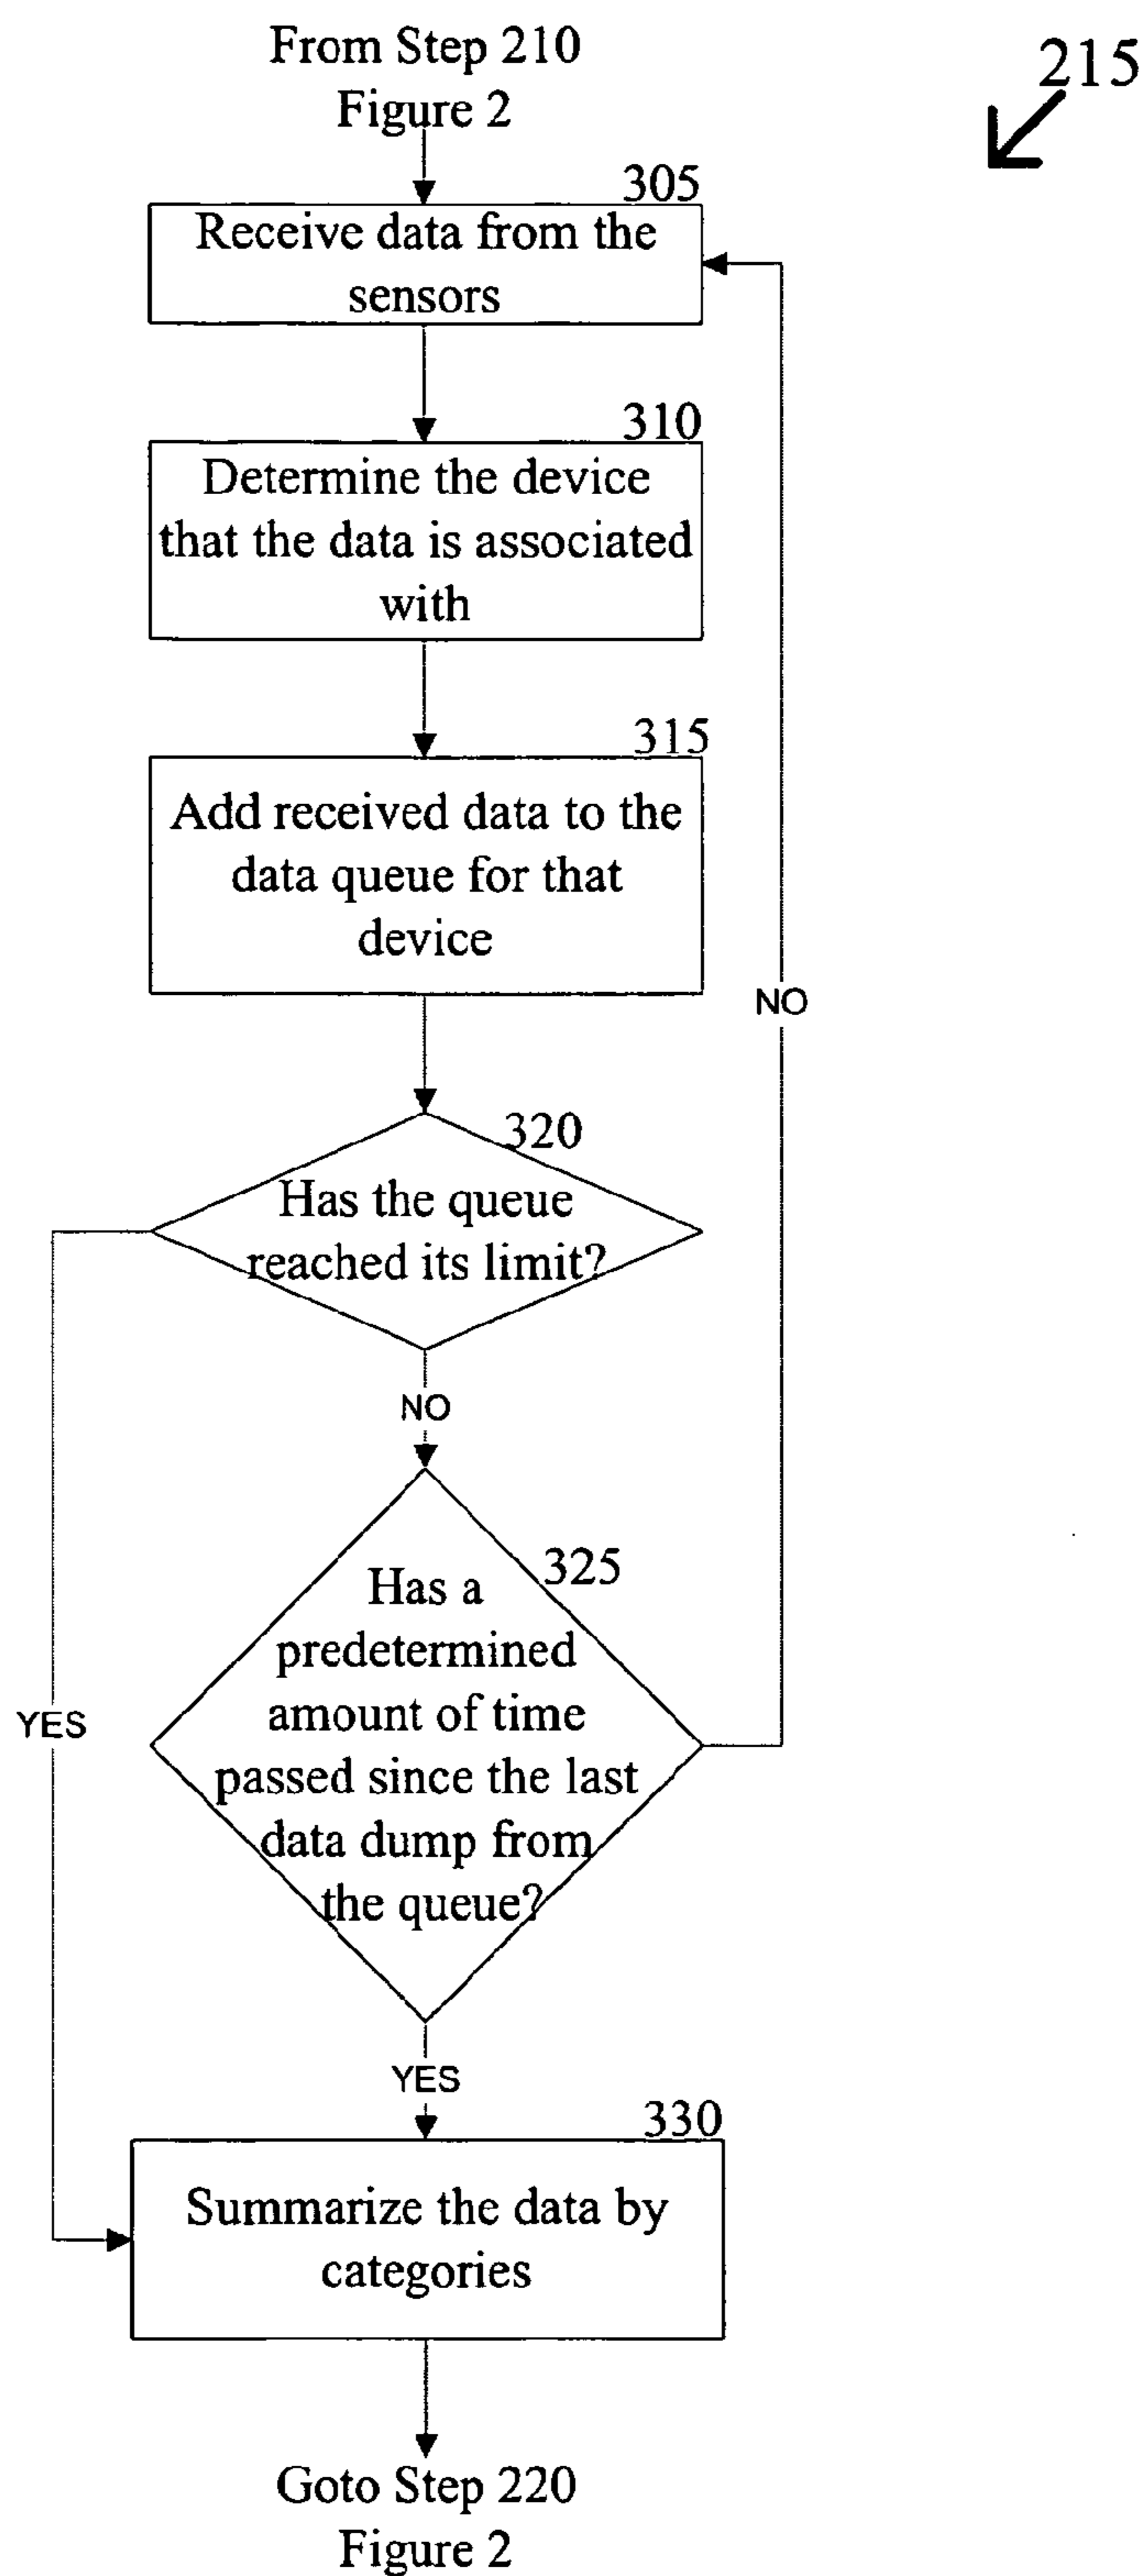 From Step 210
Figure 2
215
305
Receive data from the
sensors
310
Determine the device
that the data is associated
with
315
Add received data to the
data queue for that
device
NO
320
Has the queue
reached its limit?
NO
325
Has a
predetermined
amount of time
passed since the last
data dump from
the queue?
YES
YES
330
Summarize the data by
categories
Goto Step 220
Figure 2